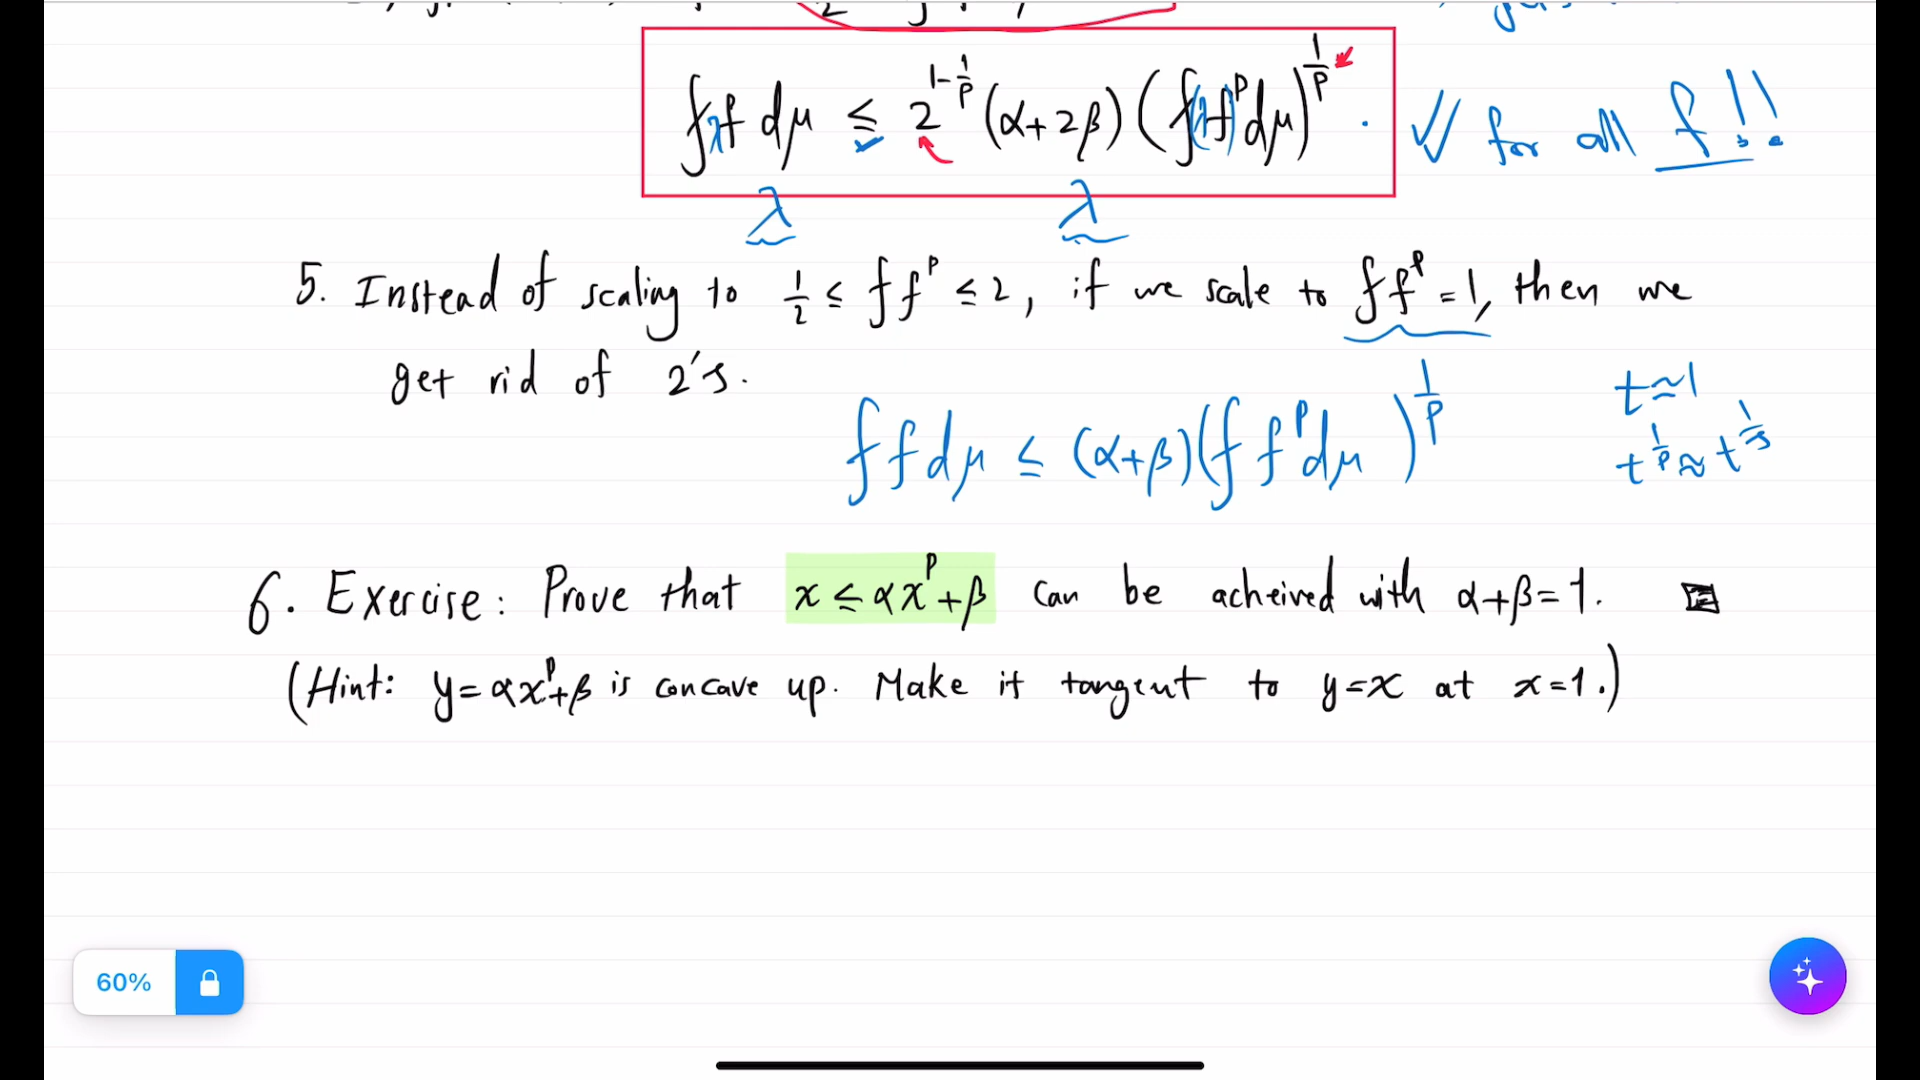 ∫λf dμ ≤ 2^{1-1/p} (α+2β) (∫(λf)^p dμ)^{1/p} . for all f!!
λ λ
5. Instead of scaling to 1/2 ≤ ∫f^p ≤ 2, if we scale to ∫f^p = 1, then we
get rid of 2's.
t≈1
∫f dμ ≤ (α+β)(∫f^p dμ)^{1/p} t^{1/p} ≈ t^{1/s}
6. Exercise: Prove that x ≤ αx^p+β can be acheived with α+β=1.
(Hint: y=αx^p+β is concave up. Make it tangent to y=x at x=1.)
60%